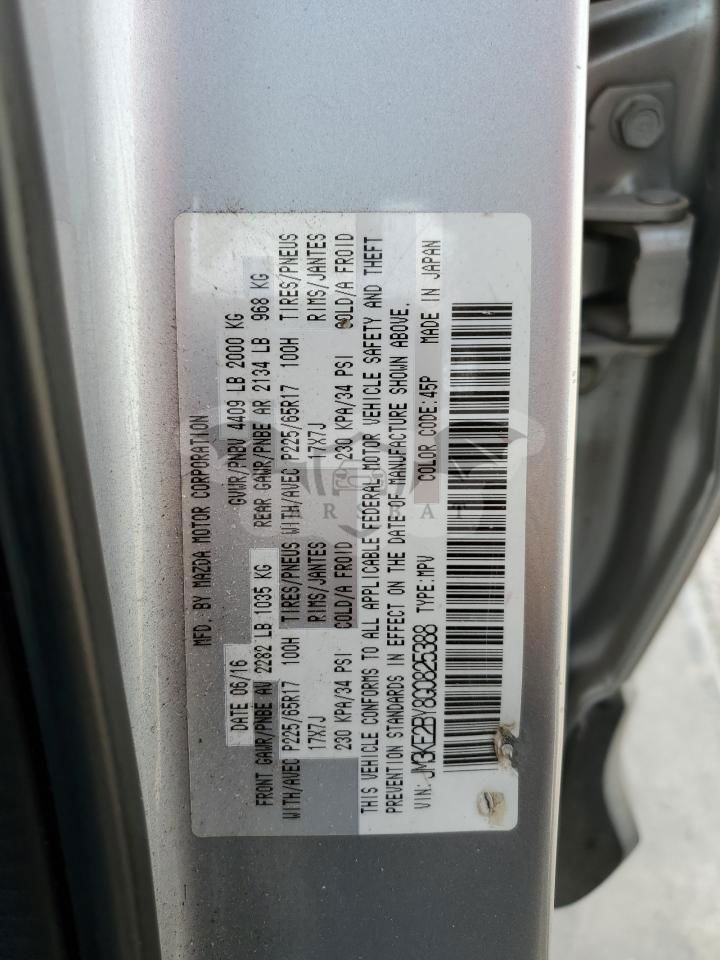 MFD. BY MAZDA MOTOR CORPORATION
DATE 06/16 GVWR/PNBV 4409 LB 2000 KG
FRONT GAWR/PNBE AV 2282 LB 1035 KG REAR GAWR/PNBE AR 2134 LB 968 KG
WITH/AVEC P225/65R17 100H TIRES/PNEUS WITH/AVEC P225/65R17 100H TIRES/PNEUS
17X7J RIMS/JANTES 17X7J RIMS/JANTES
230 KPA/34 PSI COLD/A FROID 230 KPA/34 PSI COLD/A FROID
THIS VEHICLE CONFORMS TO ALL APPLICABLE FEDERAL MOTOR VEHICLE SAFETY AND THEFT
PREVENTION STANDARDS IN EFFECT ON THE DATE OF MANUFACTURE SHOWN ABOVE.
VIN: JM3KE2BY8G0825388 TYPE:MPV COLOR CODE:45P MADE IN JAPAN